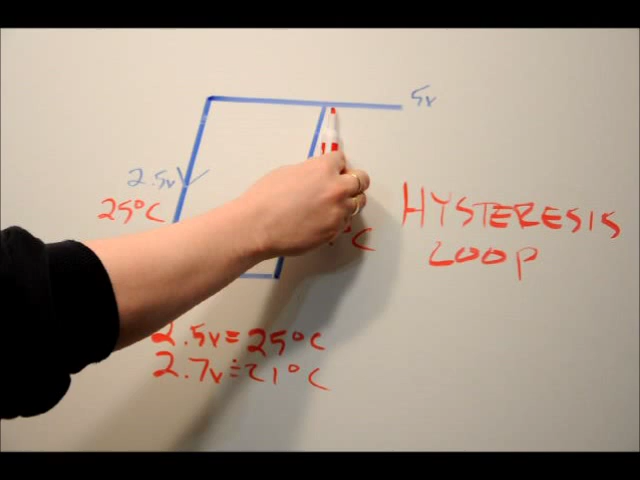 5v
2.5v
25°C
°C
HYSTERESIS
LOOP
2.5v = 25°C
2.7v = 21°C